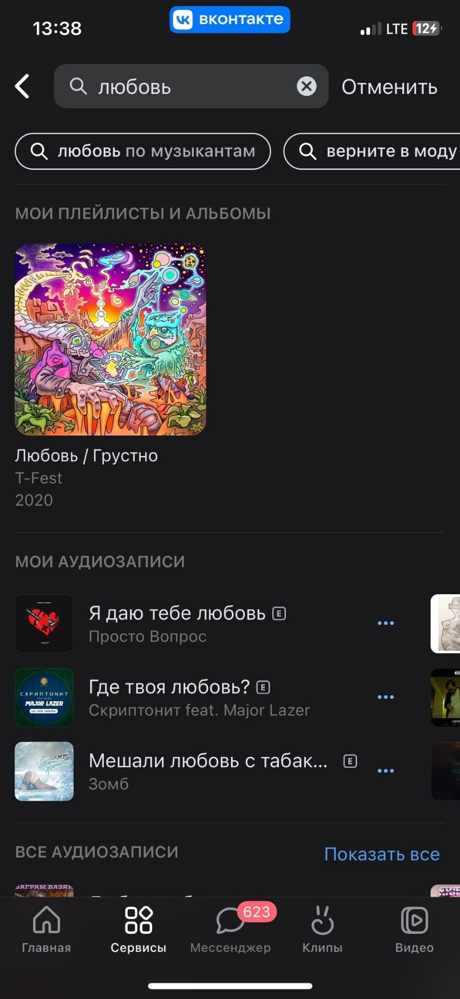 13:38
вконтакте
LTE
12
любовь
Отменить
любовь по музыкантам
верните в моду
МОИ ПЛЕЙЛИСТЫ И АЛЬБОМЫ
Любовь / Грустно
T-Fest
2020
МОИ АУДИОЗАПИСИ
Я даю тебе любовь E
Просто Вопрос
СКРИПТОНИТ
FEATURING
MAJOR LAZER
ГДЕ ТВОЯ ЛЮБОВЬ?
Где твоя любовь? E
Скриптонит feat. Major Lazer
Мешали любовь с табак... E
Зомб
ВСЕ АУДИОЗАПИСИ
Показать все
623
Главная
Сервисы
Мессенджер
Клипы
Видео